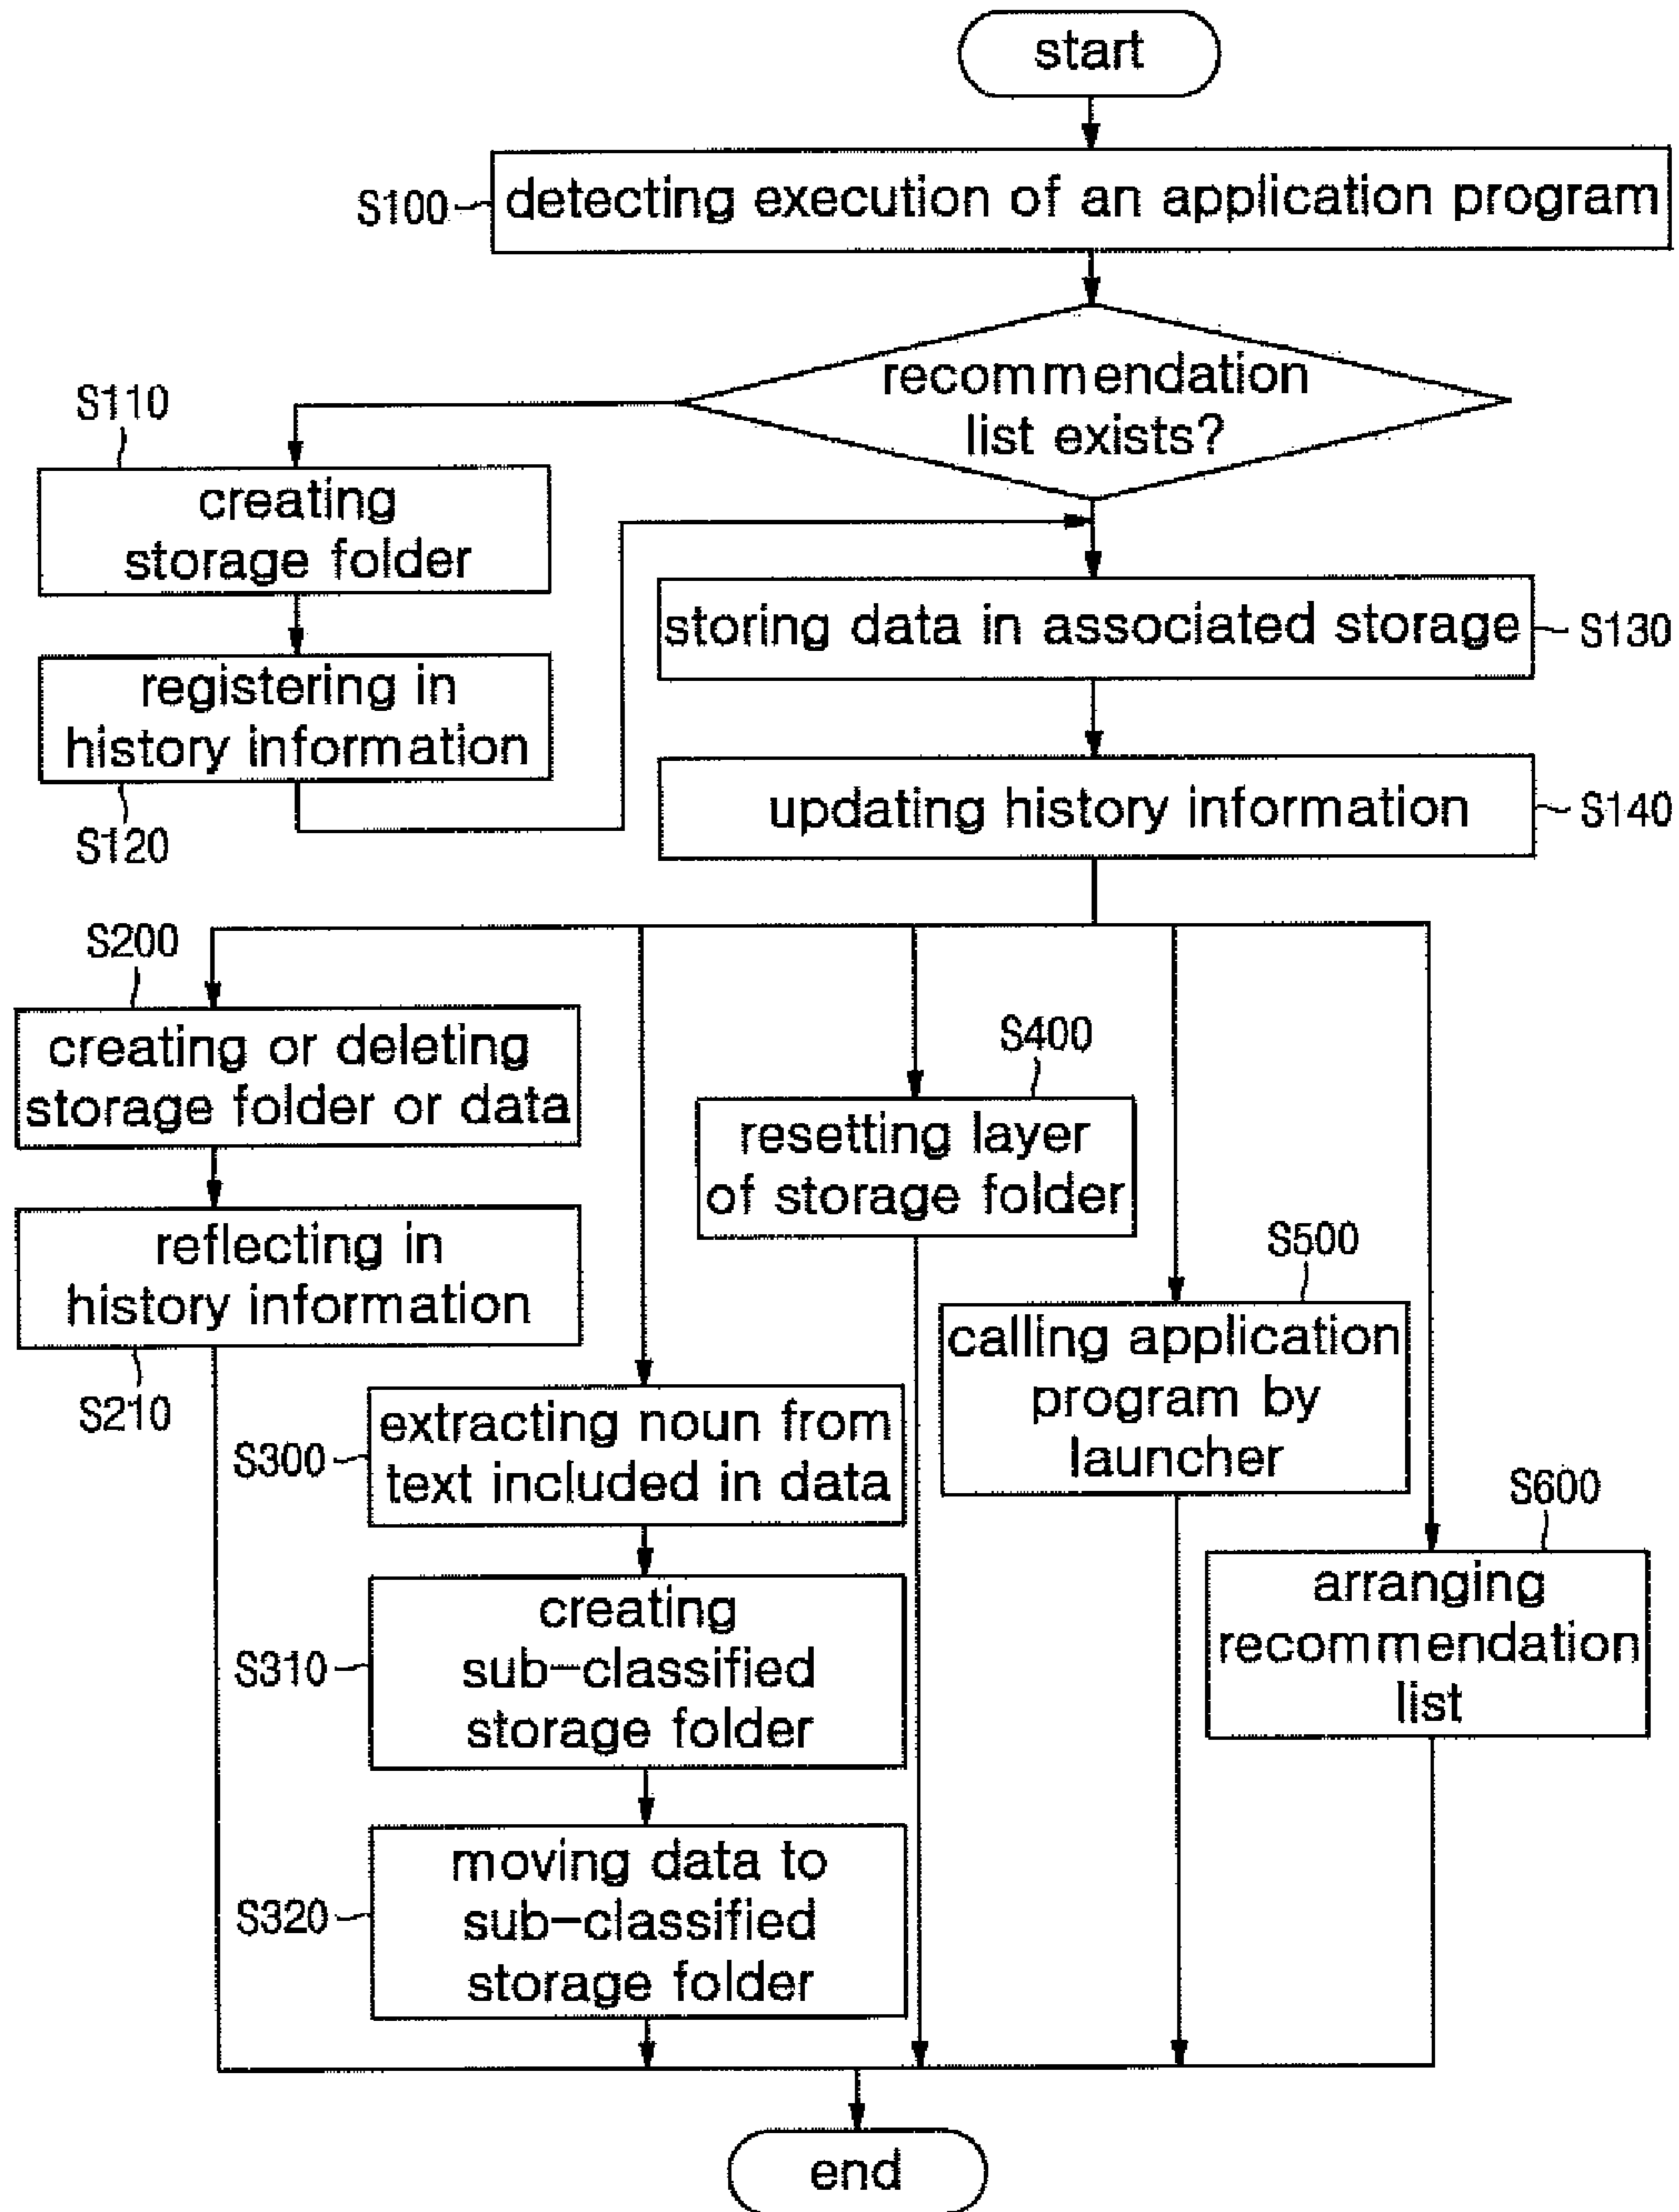 start
S100
detecting execution of an application program
recommendation
list exists?
S110
creating
storage folder
registering in
history information
S120
storing data in associated storage
S130
updating history information
S140
S200
creating or deleting
storage folder or data
reflecting in
history information
S210
S300
extracting noun from
text included in data
S310
creating
sub-classified
storage folder
S320
moving data to
sub-classified
storage folder
S400
resetting layer
of storage folder
S500
calling application
program by
launcher
S600
arranging
recommendation
list
end